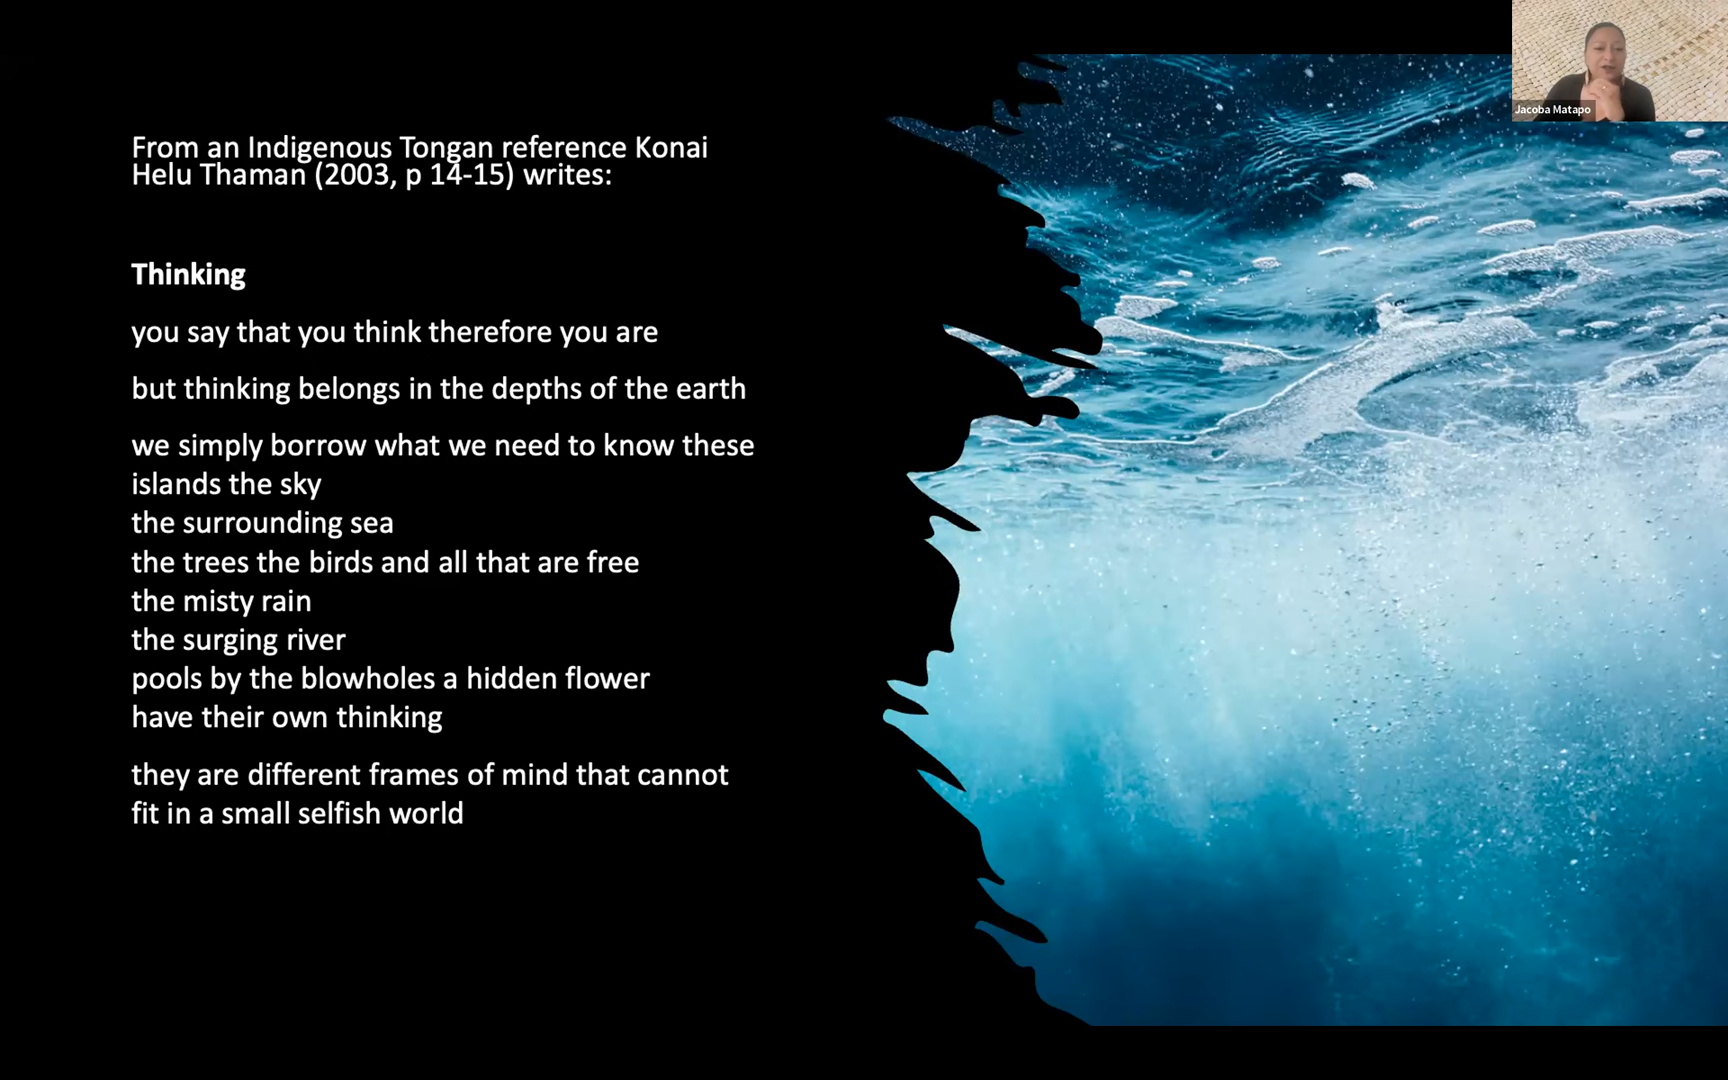 From an Indigenous Tongan reference Konai
Helu Thaman (2003, p 14-15) writes:
Thinking
you say that you think therefore you are
but thinking belongs in the depths of the earth
we simply borrow what we need to know these
islands the sky
the surrounding sea
the trees the birds and all that are free
the misty rain
the surging river
pools by the blowholes a hidden flower
have their own thinking
they are different frames of mind that cannot
fit in a small selfish world
Jacoba Matapo